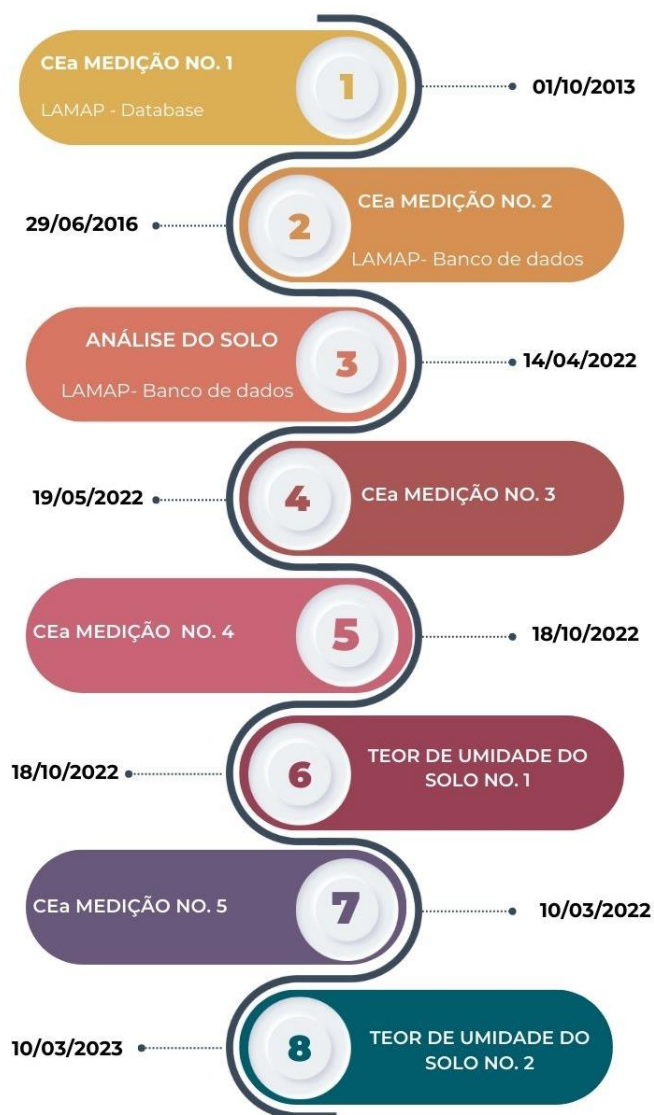 CEa MEDIÇÃO NO. 1
LAMAP - Database
1
01/10/2013
29/06/2016
2
CEa MEDIÇÃO NO. 2
LAMAP- Banco de dados
ANÁLISE DO SOLO
LAMAP- Banco de dados
3
14/04/2022
19/05/2022
4
CEa MEDIÇÃO NO. 3
CEa MEDIÇÃO NO. 4
5
18/10/2022
18/10/2022
6
TEOR DE UMIDADE DO
SOLO NO. 1
CEa MEDIÇÃO NO. 5
7
10/03/2022
10/03/2023
8
TEOR DE UMIDADE DO
SOLO NO. 2